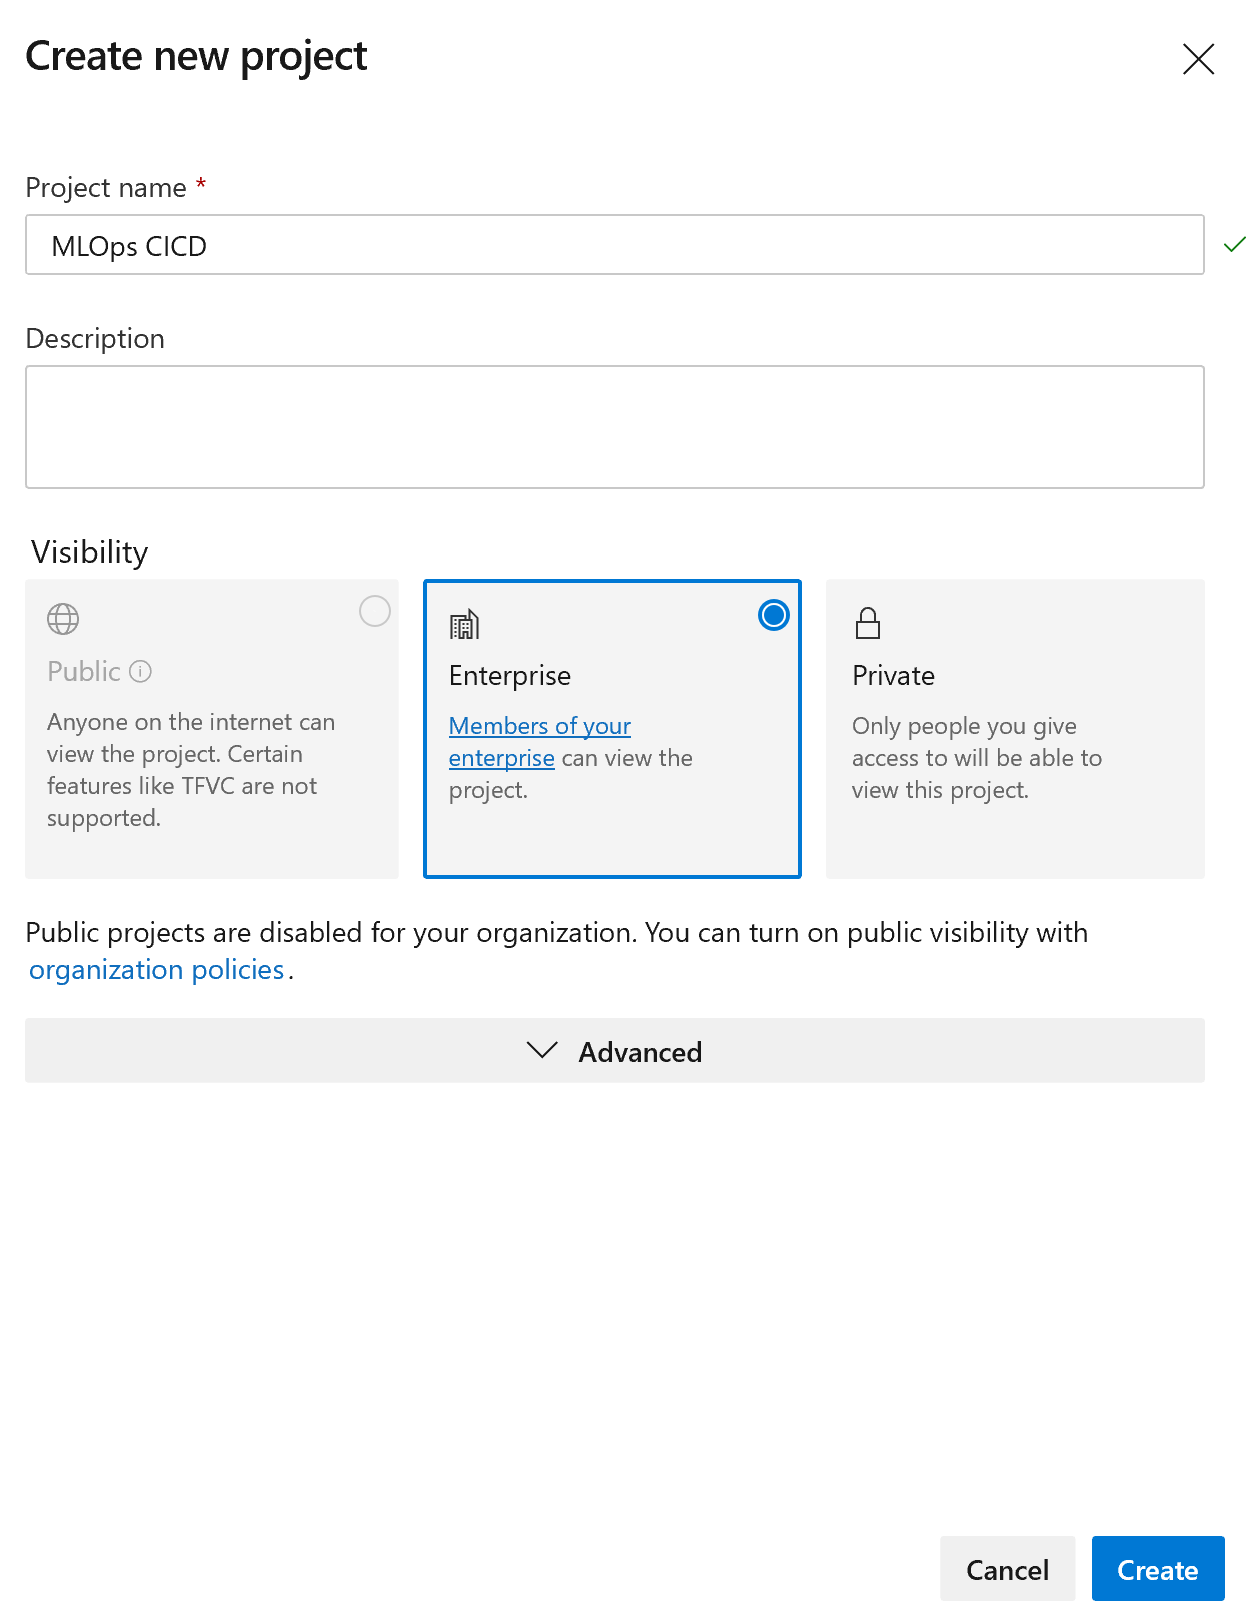 Create new project
Project name *
MLOps CICD
Description
Visibility
Public
Anyone on the internet can
view the project. Certain
features like TFVC are not
supported.
Enterprise
Members of your
enterprise can view the
project.
Private
Only people you give
access to will be able to
view this project.
Public projects are disabled for your organization. You can turn on public visibility with
organization policies.
Advanced
Cancel
Create